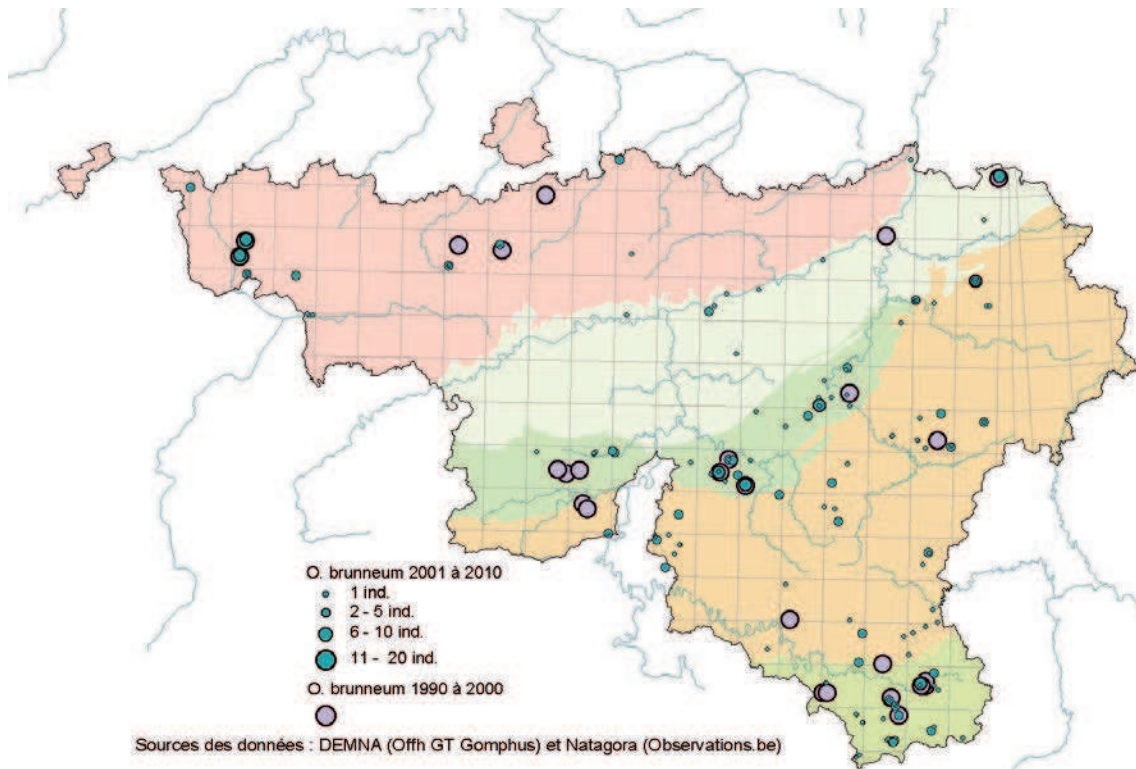 O. brunneum 2001 à 2010
1 ind.
2 - 5 ind.
6 - 10 ind.
11 - 20 ind.
O. brunneum 1990 à 2000
Sources des données : DEMNA (Offh GT Gomphus) et Natagora (Observations.be)